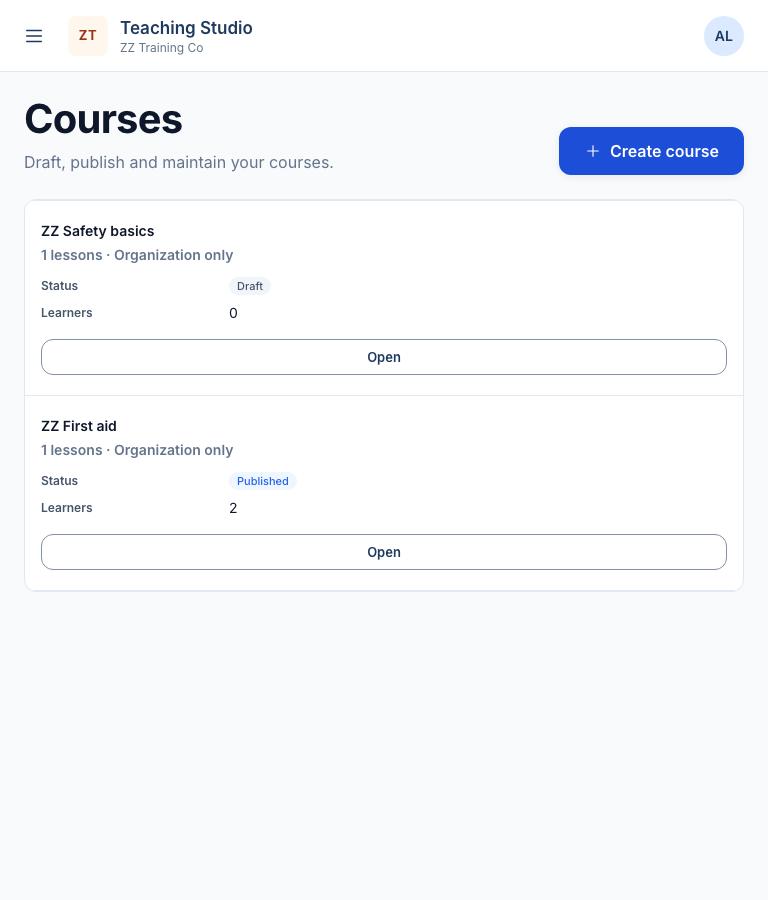 ZT
Teaching Studio
ZZ Training Co
AL
Courses
Draft, publish and maintain your courses.
Create course
ZZ Safety basics
1 lessons · Organization only
Status
Draft
Learners
0
Open
ZZ First aid
1 lessons · Organization only
Status
Published
Learners
2
Open